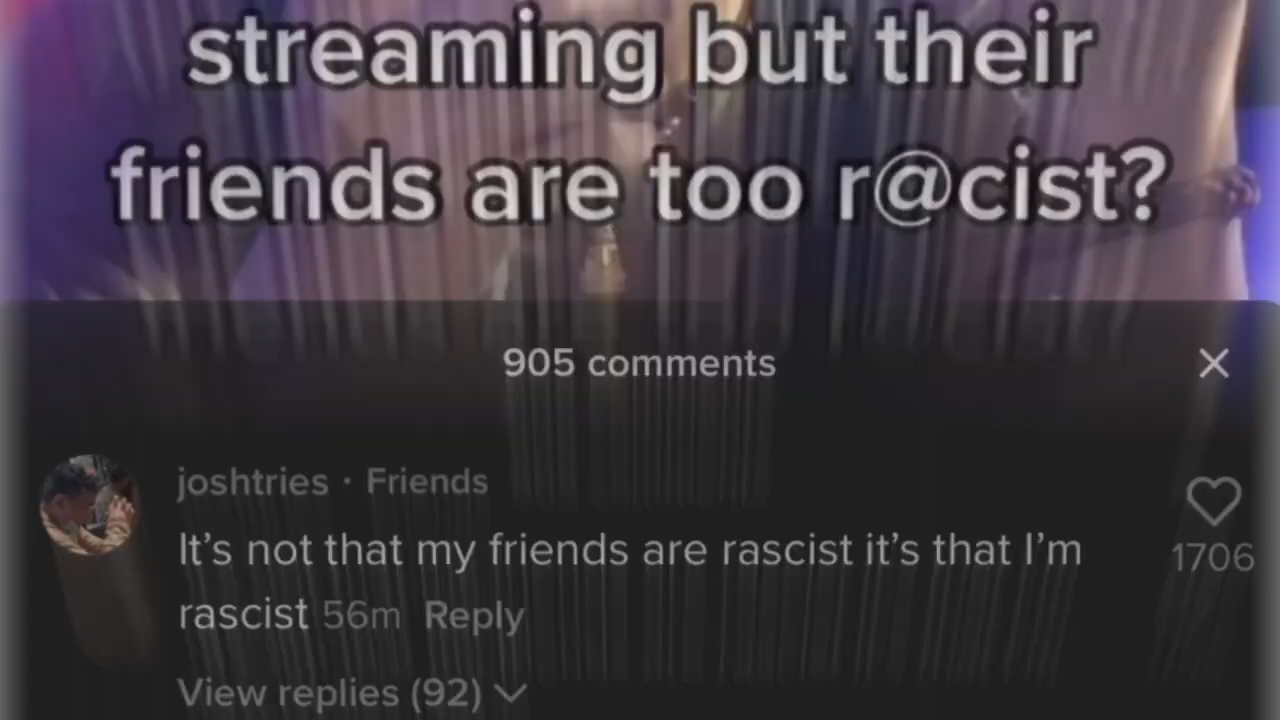 streaming but their
friends are too r@cist?
905 comments
joshtries · Friends
It's not that my friends are rascist it's that I'm
1706
rascist 56m Reply
View replies (92)